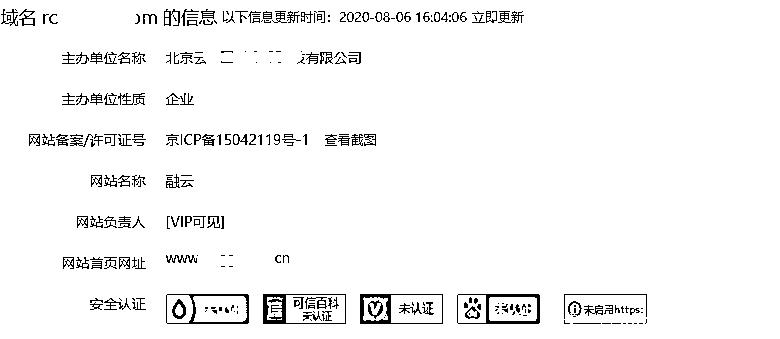 域名 rc om 的信息 以下信息更新时间：2020-08-06 16:04:06 立即更新
主办单位名称 北京云 技有限公司
主办单位性质 企业
网站备案/许可证号 京ICP备15042119号-1 查看截图
网站名称 融云
网站负责人 [VIP可见]
网站首页网址 www cn
安全认证 可信百科 未认证 未认证 未启用https: